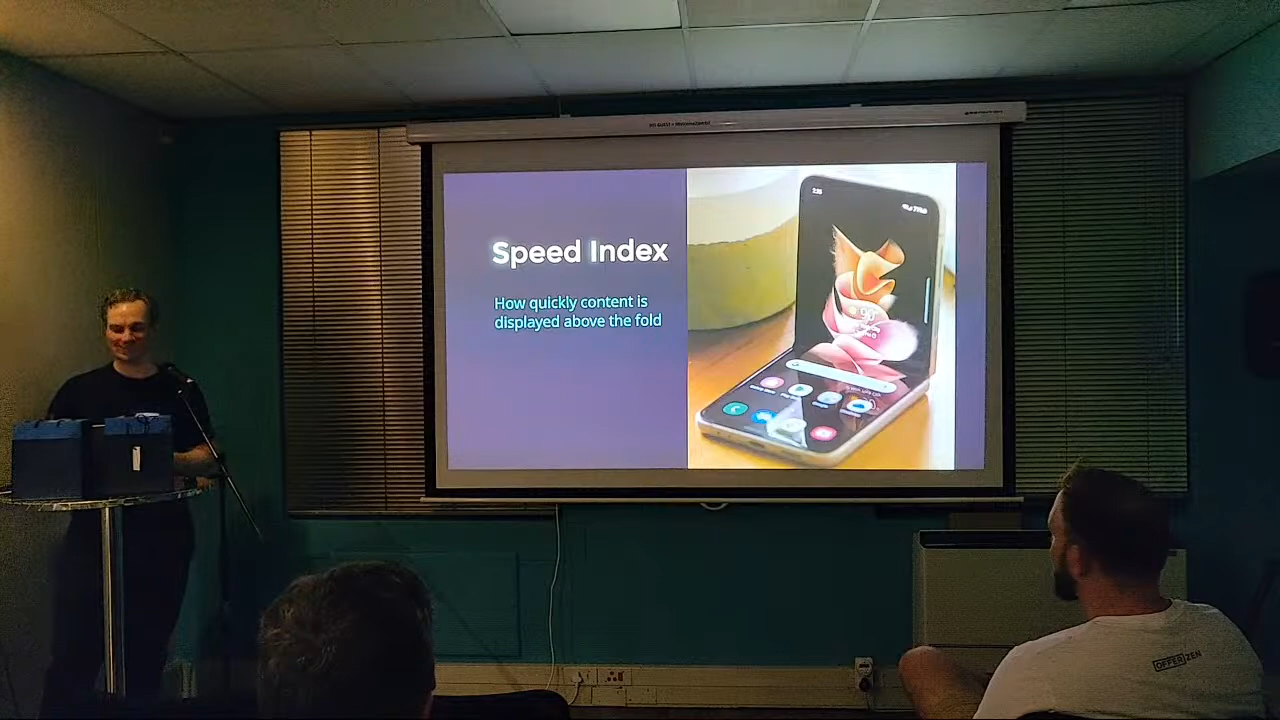 Speed Index
How quickly content is
displayed above the fold
OFFERZEN